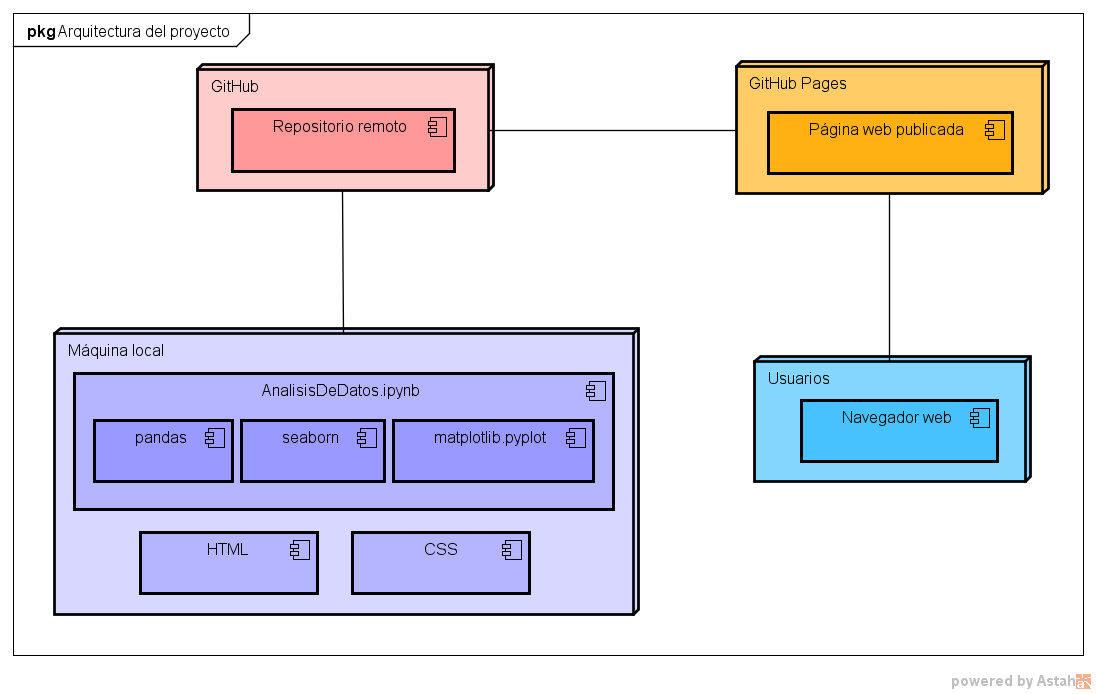 pkg Arquitectura del proyecto
GitHub
Repositorio remoto
GitHub Pages
Página web publicada
Máquina local
AnalisisDeDatos.ipynb
pandas
seaborn
matplotlib.pyplot
HTML
CSS
Usuarios
Navegador web
powered by Astah